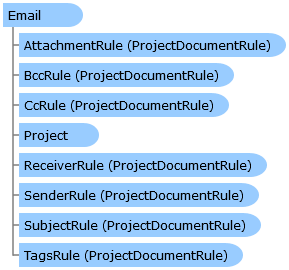 Email
AttachmentRule (ProjectDocumentRule)
BccRule (ProjectDocumentRule)
CcRule (ProjectDocumentRule)
Project
ReceiverRule (ProjectDocumentRule)
SenderRule (ProjectDocumentRule)
SubjectRule (ProjectDocumentRule)
TagsRule (ProjectDocumentRule)